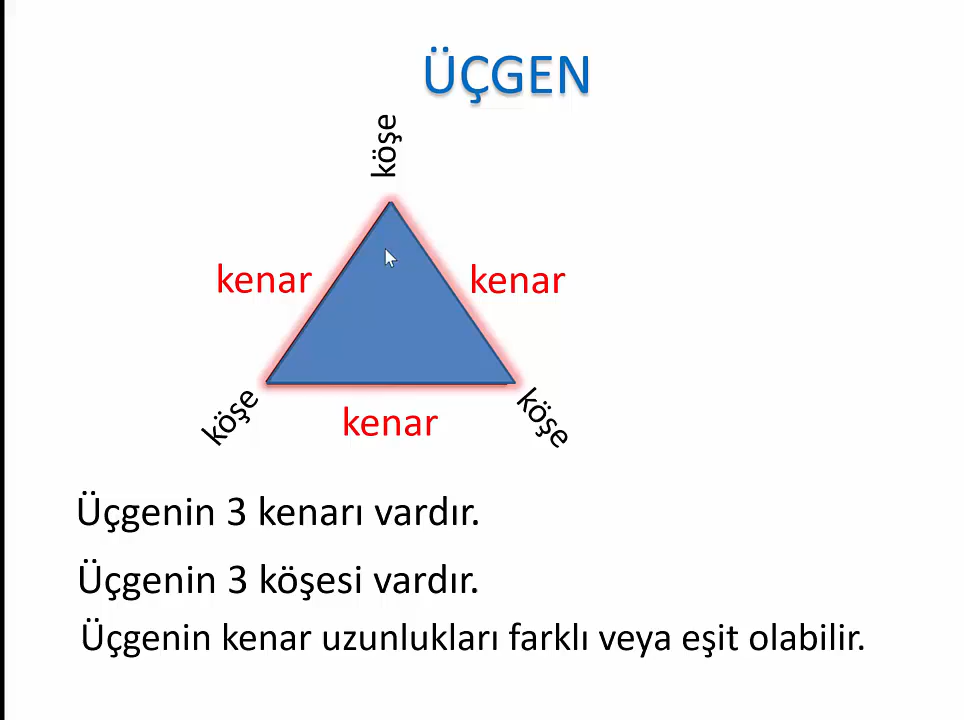 ÜÇGEN
köşe
kenar
kenar
köşe
kenar
köşe
Üçgenin 3 kenarı vardır.
Üçgenin 3 köşesi vardır.
Üçgenin kenar uzunlukları farklı veya eşit olabilir.